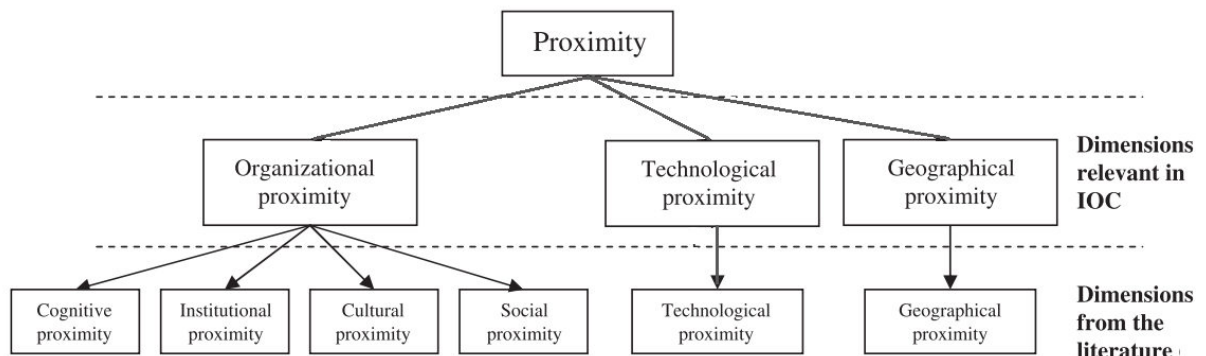 Proximity
Organizational
proximity
Technological
proximity
Geographical
proximity
Dimensions
relevant in
IOC
Cognitive
proximity
Institutional
proximity
Cultural
proximity
Social
proximity
Technological
proximity
Geographical
proximity
Dimensions
from the
literature